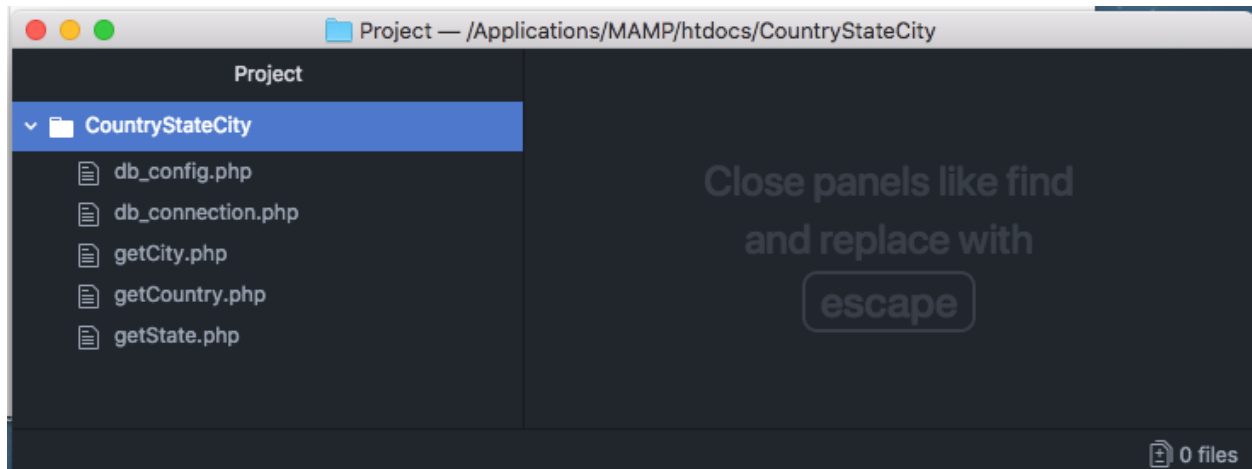 Project — /Applications/MAMP/htdocs/CountryStateCity
Project
CountryStateCity
db_config.php
db_connection.php
getCity.php
getCountry.php
getState.php
Close panels like find
and replace with
escape
0 files